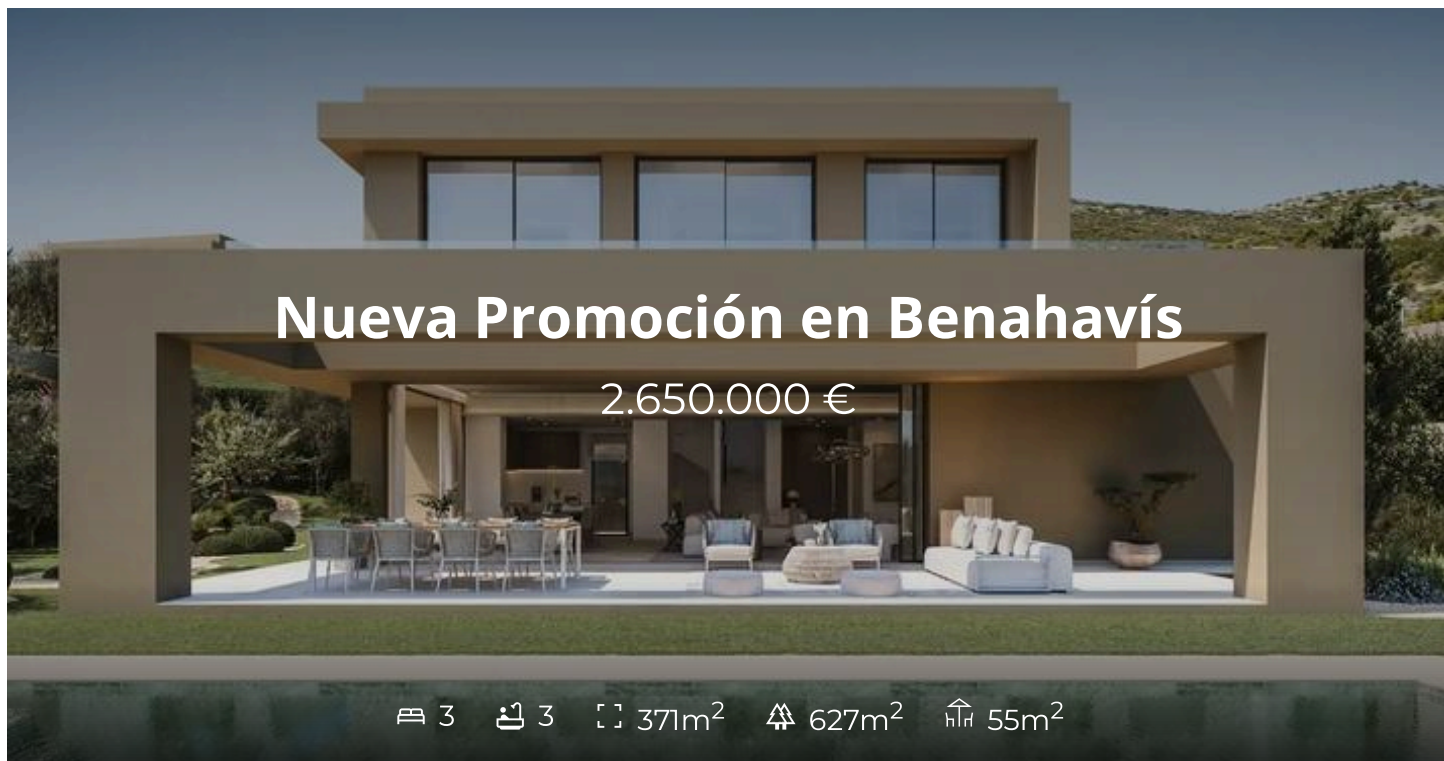 Nueva Promoción en Benahavís
2.650.000 €
3 3 371m² 627m² 55m²